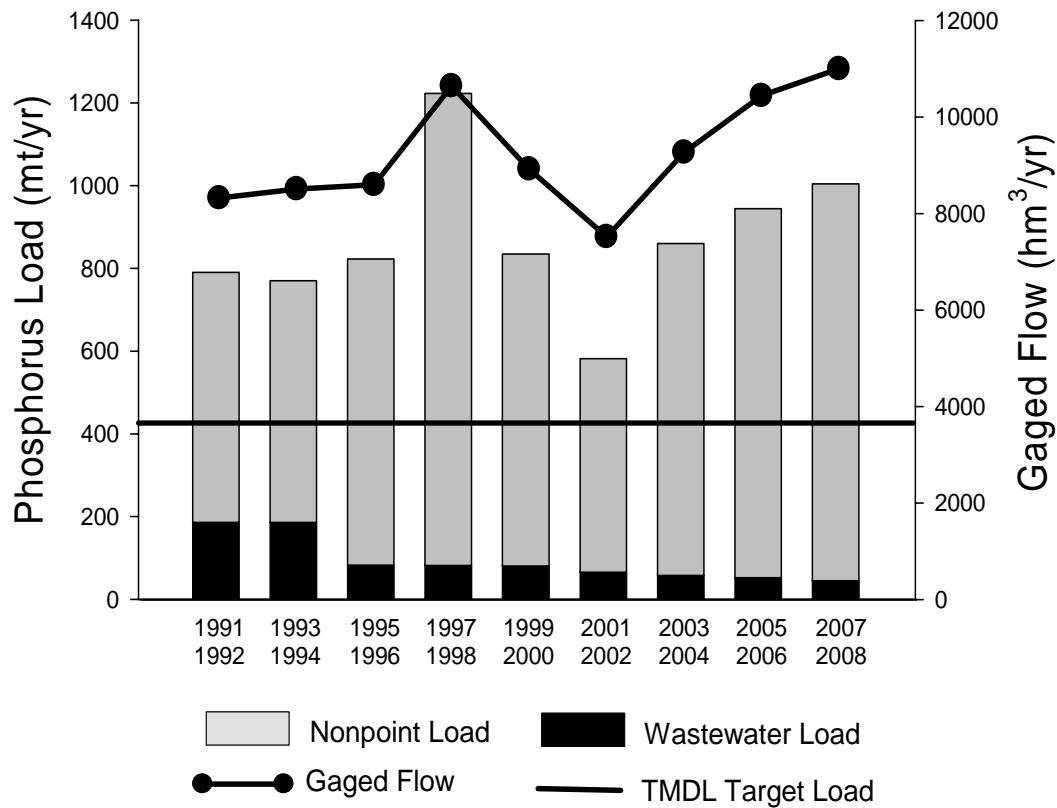 1400
1200
1000
800
600
400
200
0
Phosphorus Load (mt/yr)
12000
10000
8000
6000
4000
2000
0
Gaged Flow (hm³/yr)
1991 1993 1995 1997 1999 2001 2003 2005 2007
1992 1994 1996 1998 2000 2002 2004 2006 2008
Nonpoint Load Wastewater Load
Gaged Flow TMDL Target Load